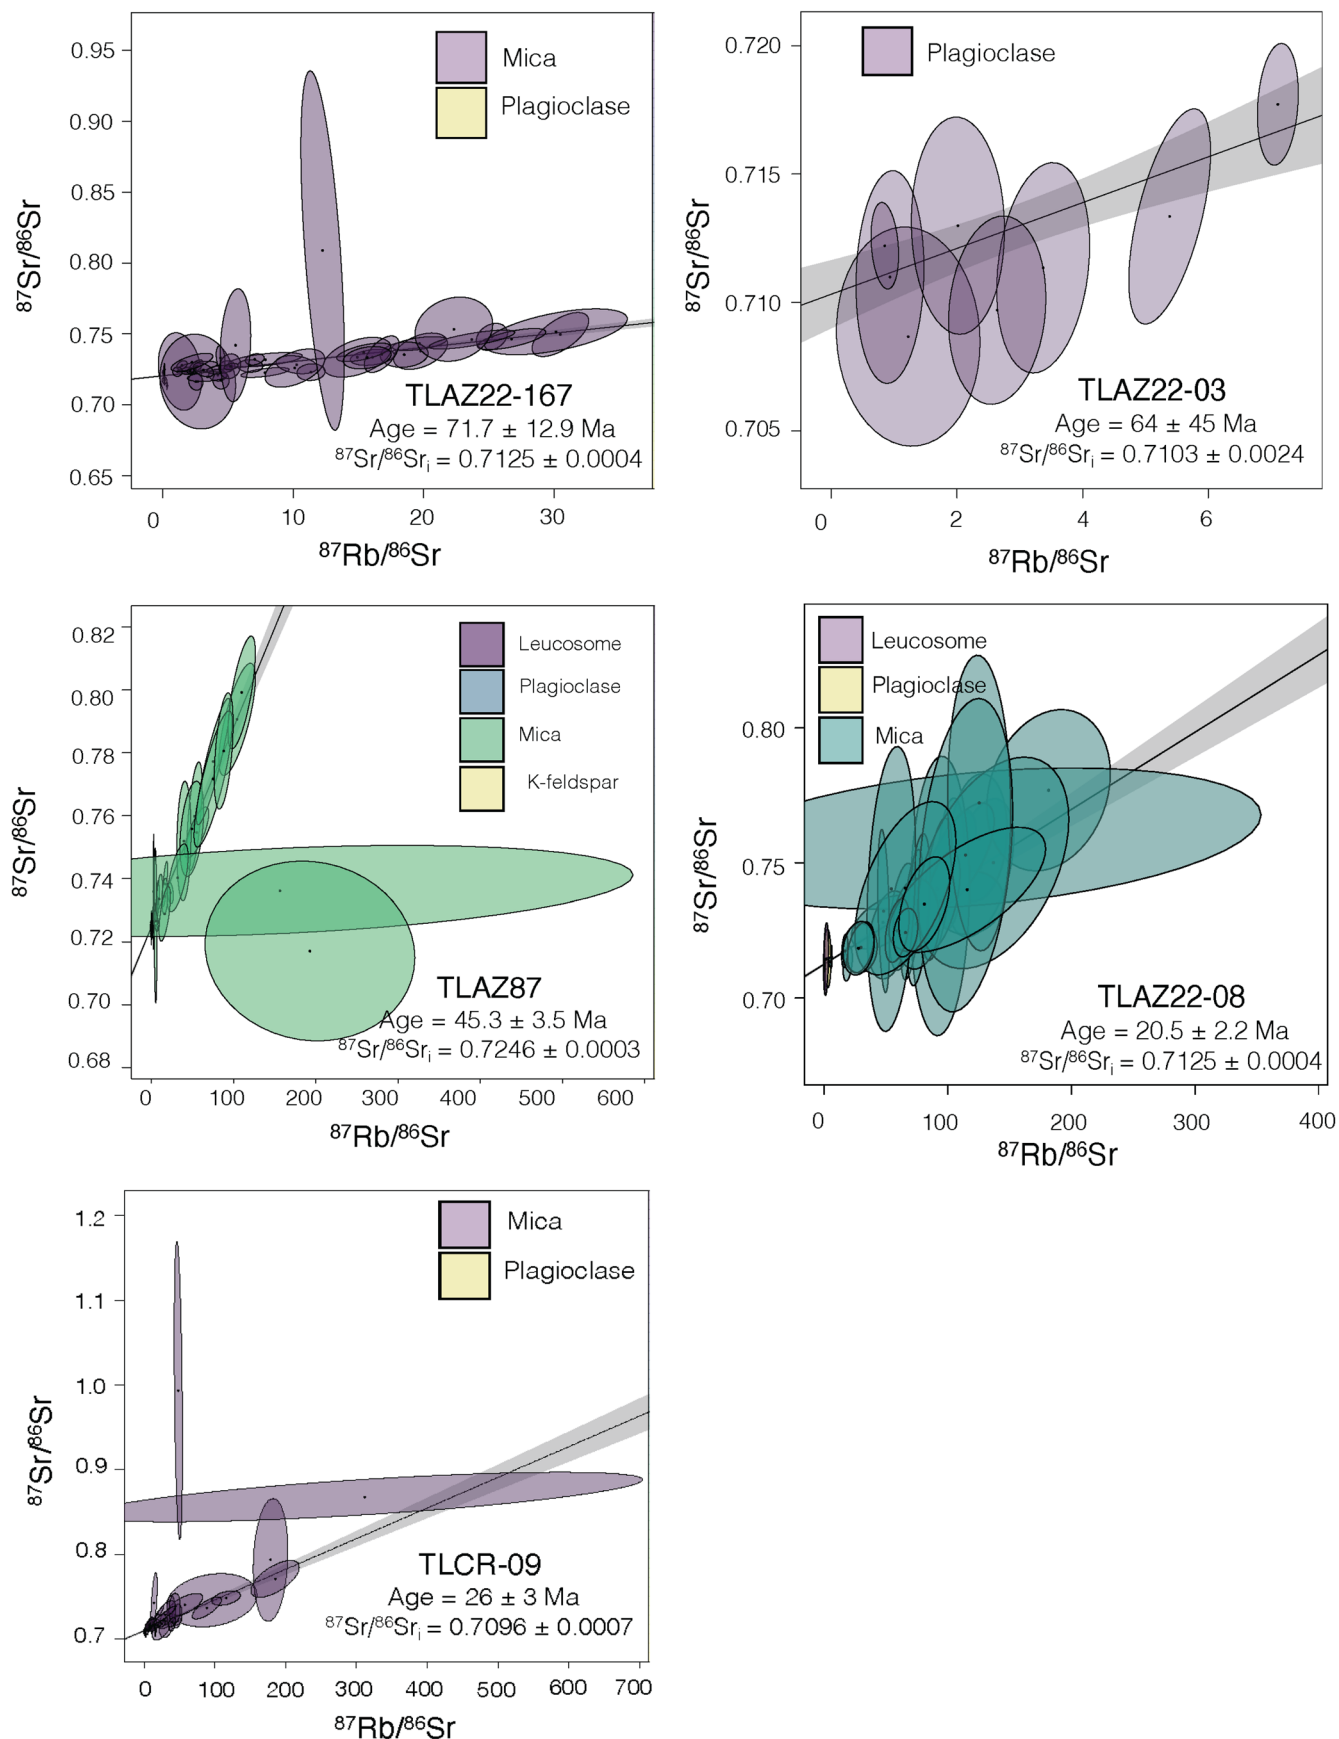 Mica
Plagioclase
0.95
0.90
0.85
0.80
0.75
0.70
0.65
⁸⁷Sr/⁸⁶Sr
TLAZ22-167
Age = 71.7 ± 12.9 Ma
⁸⁷Sr/⁸⁶Srᵢ = 0.7125 ± 0.0004
0 10 20 30
⁸⁷Rb/⁸⁶Sr
Plagioclase
0.720
0.715
0.710
0.705
⁸⁷Sr/⁸⁶Sr
TLAZ22-03
Age = 64 ± 45 Ma
⁸⁷Sr/⁸⁶Srᵢ = 0.7103 ± 0.0024
0 2 4 6
⁸⁷Rb/⁸⁶Sr
Leucosome
Plagioclase
Mica
K-feldspar
0.82
0.80
0.78
0.76
0.74
0.72
0.70
0.68
⁸⁷Sr/⁸⁶Sr
TLAZ87
Age = 45.3 ± 3.5 Ma
⁸⁷Sr/⁸⁶Srᵢ = 0.7246 ± 0.0003
0 100 200 300 400 500 600
⁸⁷Rb/⁸⁶Sr
Leucosome
Plagioclase
Mica
0.80
0.75
0.70
⁸⁷Sr/⁸⁶Sr
TLAZ22-08
Age = 20.5 ± 2.2 Ma
⁸⁷Sr/⁸⁶Srᵢ = 0.7125 ± 0.0004
0 100 200 300 400
⁸⁷Rb/⁸⁶Sr
Mica
Plagioclase
1.2
1.1
1.0
0.9
0.8
0.7
⁸⁷Sr/⁸⁶Sr
TLCR-09
Age = 26 ± 3 Ma
⁸⁷Sr/⁸⁶Srᵢ = 0.7096 ± 0.0007
0 100 200 300 400 500 600 700
⁸⁷Rb/⁸⁶Sr